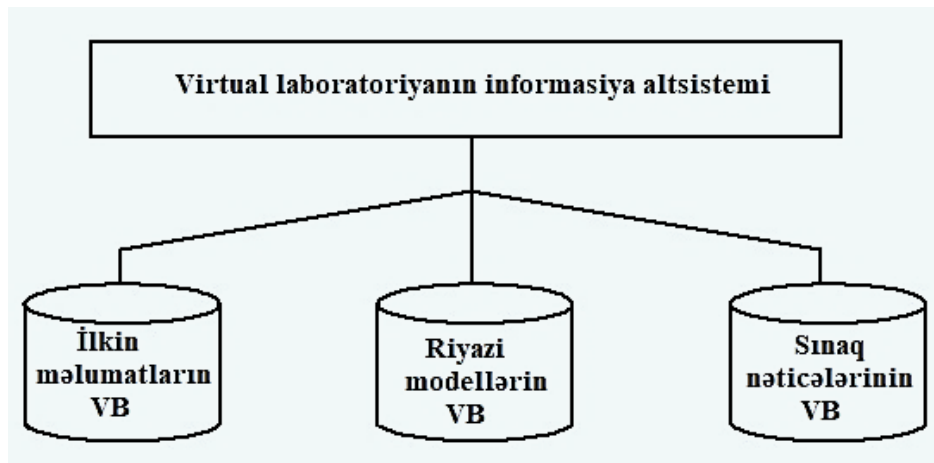 Virtual laboratoriyanın informasiya altsistemi
İlkin
məlumatların
VB
Riyazi
modellərin
VB
Sınaq
nəticələrinin
VB